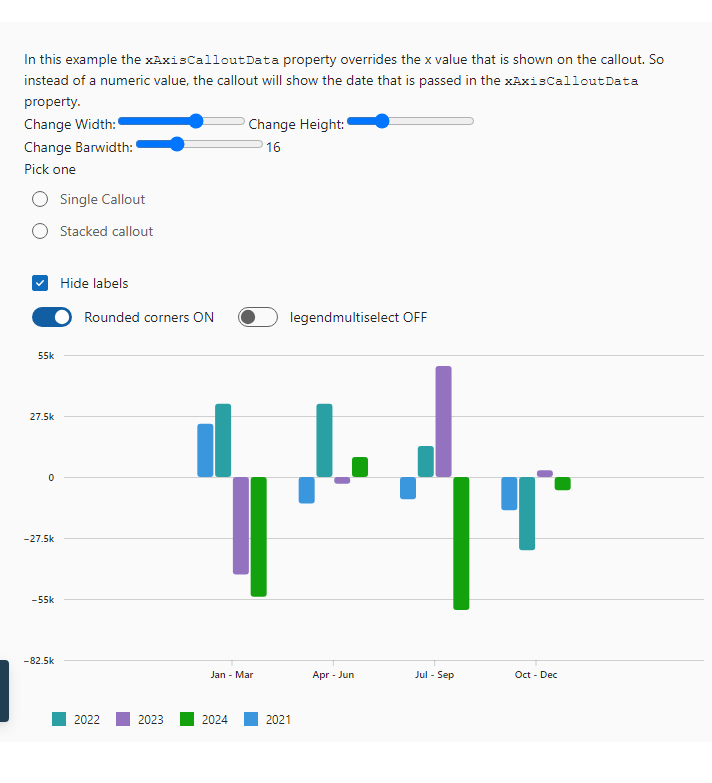 In this example the xAxisCalloutData property overrides the x value that is shown on the callout. So
instead of a numeric value, the callout will show the date that is passed in the xAxisCalloutData
property.
Change Width: Change Height:
Change Barwidth: 16
Pick one
Single Callout
Stacked callout
Hide labels
Rounded corners ON legendmultiselect OFF
55k
27.5k
0
−27.5k
−55k
−82.5k
Jan - Mar Apr - Jun Jul - Sep Oct - Dec
2022 2023 2024 2021